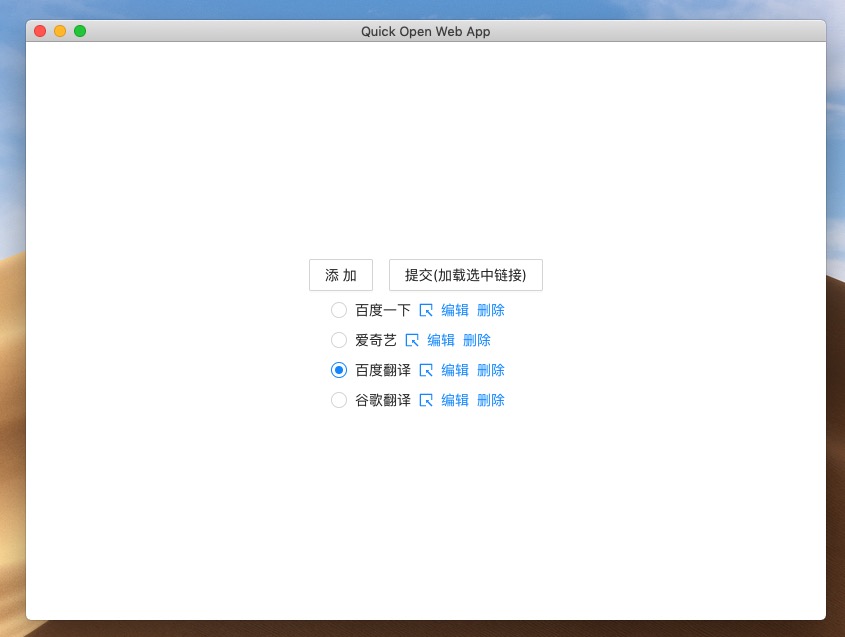 Quick Open Web App
添 加 提交(加载选中链接)
百度一下 编辑 删除
爱奇艺 编辑 删除
百度翻译 编辑 删除
谷歌翻译 编辑 删除